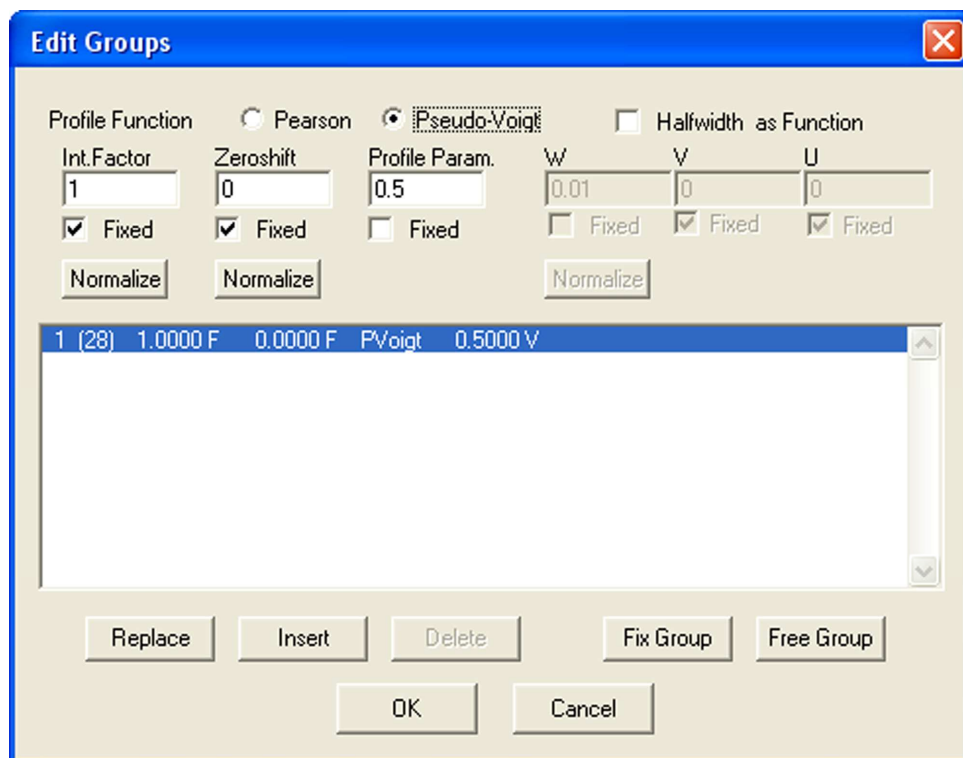 Edit Groups
Profile Function Pearson Pseudo-Voigt Halfwidth as Function
Int.Factor Zeroshift Profile Param. W V U
1 0 0.5 0.01 0 0
Fixed Fixed Fixed Fixed Fixed Fixed
Normalize Normalize Normalize
1 (28) 1.0000 F 0.0000 F PVoigt 0.5000 V
Replace Insert Delete Fix Group Free Group
OK Cancel